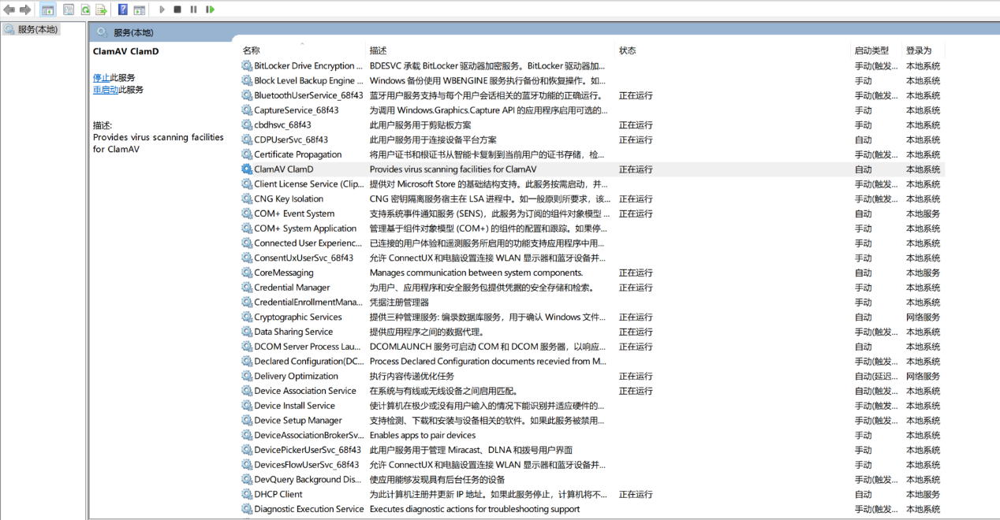 服务(本地)
服务(本地)
ClamAV ClamD
停止此服务
重启动此服务
描述:
Provides virus scanning facilities
for ClamAV
名称 描述 状态 启动类型 登录为
BitLocker Drive Encryption ... BDESVC 承载 BitLocker 驱动器加密服务。BitLocker 驱动器加... 手动(触发... 本地系统
Block Level Backup Engine ... Windows 备份使用 WBENGINE 服务执行备份和恢复操作。如... 手动 本地系统
BluetoothUserService_68f43 蓝牙用户服务支持与每个用户会话相关的蓝牙功能的正确运行。 正在运行 手动(触发... 本地系统
CaptureService_68f43 为调用 Windows.Graphics.Capture API 的应用程序启用可选的... 手动 本地系统
cbdhsvc_68f43 此用户服务用于剪贴板方案 正在运行 手动 本地系统
CDPUserSvc_68f43 此用户服务用于连接设备平台方案 正在运行 自动 本地系统
Certificate Propagation 将用户证书和根证书从智能卡复制到当前用户的证书存储，检... 手动(触发... 本地系统
ClamAV ClamD Provides virus scanning facilities for ClamAV 正在运行 自动 本地系统
Client License Service (Clip... 提供对 Microsoft Store 的基础结构支持。此服务按需启动，并... 手动(触发... 本地系统
CNG Key Isolation CNG 密钥隔离服务宿主在 LSA 进程中。如一般原则所要求，该... 正在运行 手动(触发... 本地系统
COM+ Event System 支持系统事件通知服务 (SENS)，此服务为订阅的组件对象模型 ... 正在运行 自动 本地服务
COM+ System Application 管理基于组件对象模型 (COM+) 的组件的配置和跟踪。如果停... 手动 本地系统
Connected User Experienc... 已连接的用户体验和遥测服务所启用的功能支持应用程序中用... 手动 本地系统
ConsentUxUserSvc_68f43 允许 ConnectUX 和电脑设置连接 WLAN 显示器和蓝牙设备并... 手动 本地系统
CoreMessaging Manages communication between system components. 正在运行 自动 本地服务
Credential Manager 为用户、应用程序和安全服务包提供凭据的安全存储和检索。 正在运行 手动 本地系统
CredentialEnrollmentMana... 凭据注册管理器 手动 本地系统
Cryptographic Services 提供三种管理服务: 编录数据库服务，用于确认 Windows 文件... 正在运行 自动 网络服务
Data Sharing Service 提供应用程序之间的数据代理。 正在运行 手动(触发... 本地系统
DCOM Server Process Lau... DCOMLAUNCH 服务可启动 COM 和 DCOM 服务器，以响应... 正在运行 自动 本地系统
Declared Configuration(DC... Process Declared Configuration documents recevied from M... 手动(触发... 本地系统
Delivery Optimization 执行内容传递优化任务 正在运行 自动(延迟... 网络服务
Device Association Service 在系统与有线或无线设备之间启用匹配。 正在运行 自动(触发... 本地系统
Device Install Service 使计算机在极少或没有用户输入的情况下能识别并适应硬件的... 手动(触发... 本地系统
Device Setup Manager 支持检测、下载和安装与设备相关的软件。如果此服务被禁用... 手动(触发... 本地系统
DeviceAssociationBrokerSv... Enables apps to pair devices 手动 本地系统
DevicePickerUserSvc_68f43 此用户服务用于管理 Miracast、DLNA 和拨号用户界面 手动 本地系统
DevicesFlowUserSvc_68f43 允许 ConnectUX 和电脑设置连接 WLAN 显示器和蓝牙设备并... 手动 本地系统
DevQuery Background Dis... 使应用能够发现具有后台任务的设备 手动(触发... 本地系统
DHCP Client 为此计算机注册并更新 IP 地址。如果此服务停止，计算机将不... 正在运行 自动 本地服务
Diagnostic Execution Service Executes diagnostic actions for troubleshooting support 手动(触发... 本地系统